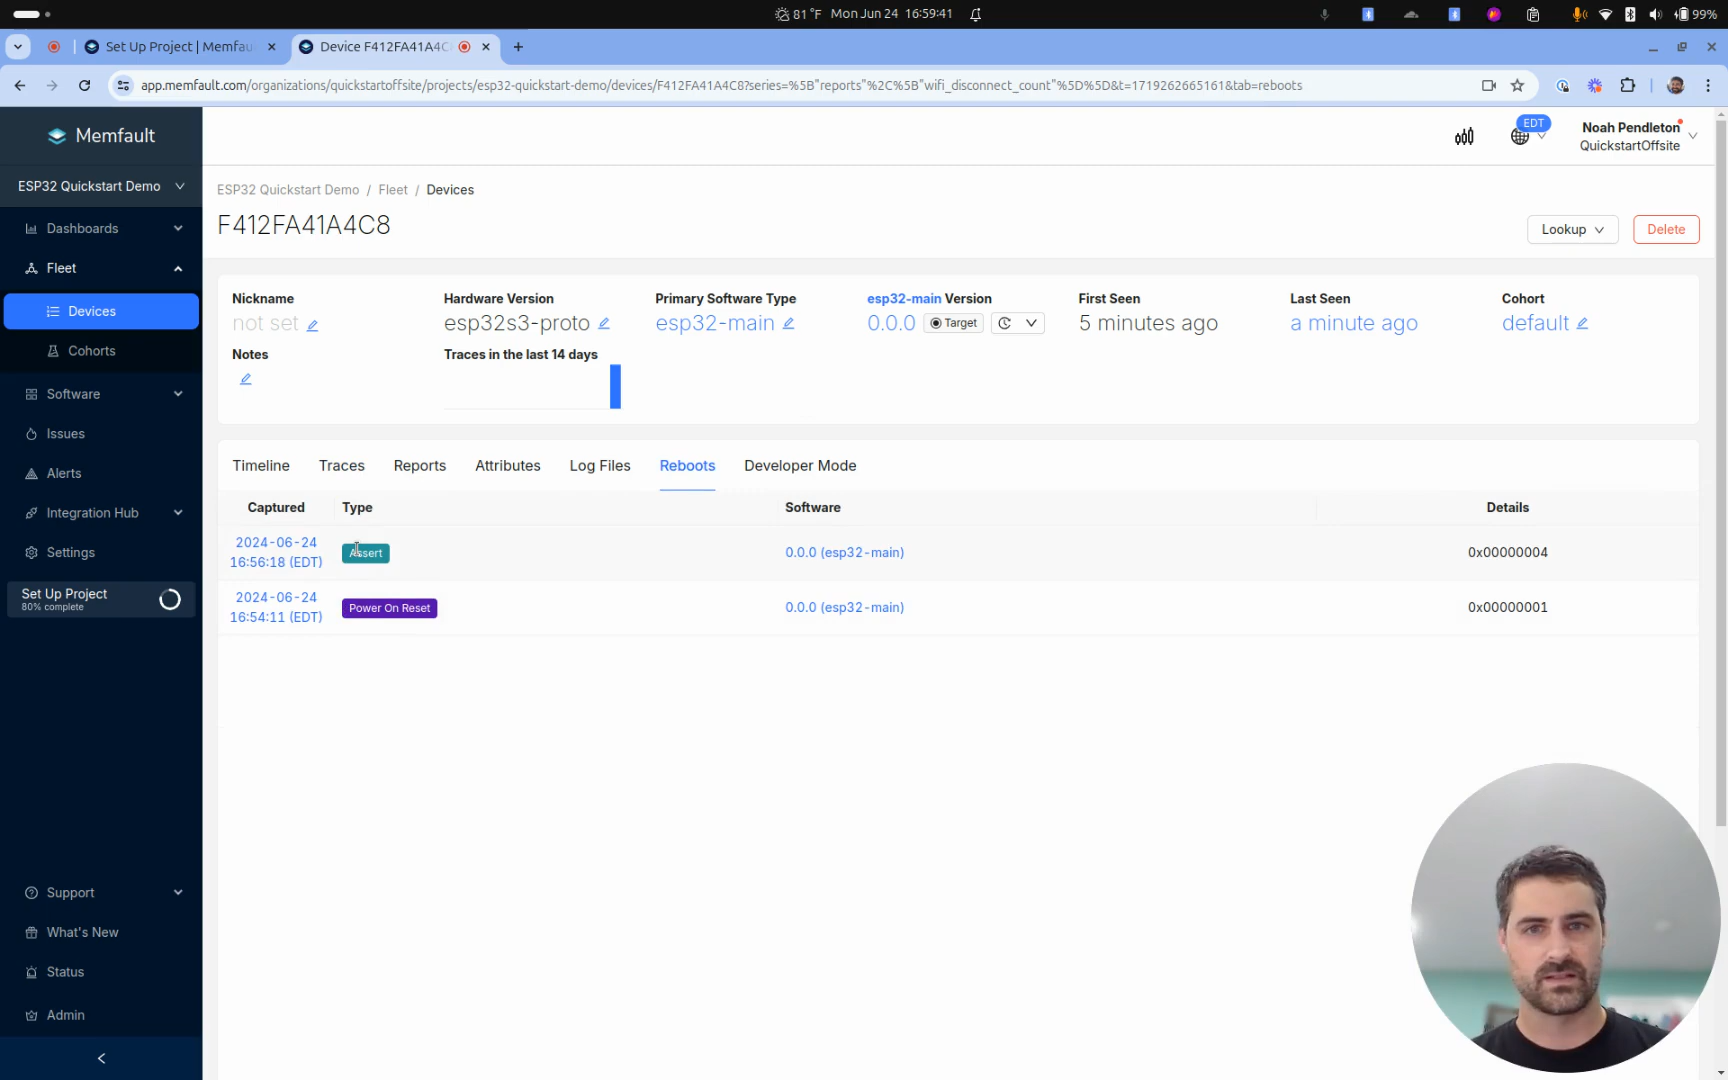 81 °F Mon Jun 24 16:59:41 99%
Set Up Project | Memfau Device F412FA41A4C
app.memfault.com/organizations/quickstartoffsite/projects/esp32-quickstart-demo/devices/F412FA41A4C8?series=%5B"reports"%2C%5B"wifi_disconnect_count"%5D%5D&t=1719262665161&tab=reboots
Memfault
EDT
Noah Pendleton
QuickstartOffsite
ESP32 Quickstart Demo
Dashboards
Fleet
Devices
Cohorts
Software
Issues
Alerts
Integration Hub
Settings
Set Up Project
80% complete
Support
What's New
Status
Admin
ESP32 Quickstart Demo / Fleet / Devices
F412FA41A4C8
Lookup Delete
Nickname Hardware Version Primary Software Type esp32-main Version First Seen Last Seen Cohort
not set esp32s3-proto esp32-main 0.0.0 Target 5 minutes ago a minute ago default
Notes Traces in the last 14 days
Timeline Traces Reports Attributes Log Files Reboots Developer Mode
Captured Type Software Details
2024-06-24
16:56:18 (EDT) Assert 0.0.0 (esp32-main) 0x00000004
2024-06-24
16:54:11 (EDT) Power On Reset 0.0.0 (esp32-main) 0x00000001